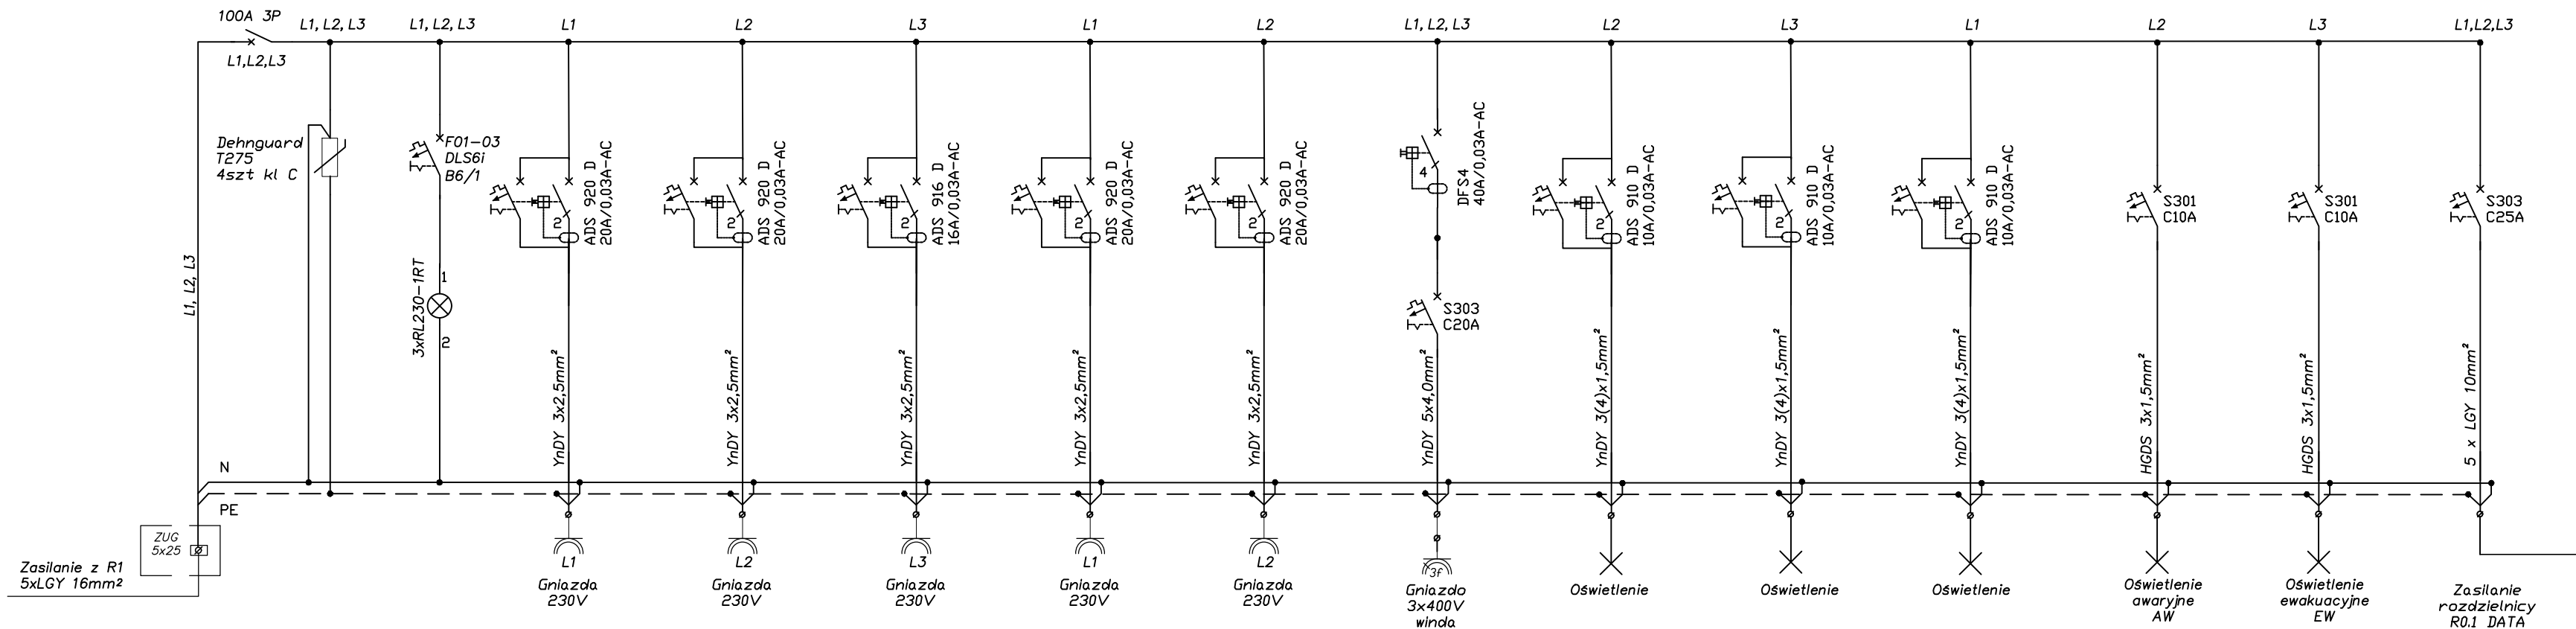 100A 3P
L1,L2,L3
L1, L2, L3
L1, L2, L3
L1
L2
L3
L1
L2
L1, L2, L3
L2
L3
L1
L2
L3
L1,L2,L3
Dehnguard
T275
4szt kl C
F01-03
DLS6i
B6/1
3xRL230-1RT
1
2
L1, L2, L3
2
ADS 920 D
20A/0,03A-AC
2
ADS 920 D
20A/0,03A-AC
2
ADS 916 D
16A/0,03A-AC
2
ADS 920 D
20A/0,03A-AC
2
ADS 920 D
20A/0,03A-AC
4
DFS4
40A/0,03A-AC
S303
C20A
2
ADS 910 D
10A/0,03A-AC
2
ADS 910 D
10A/0,03A-AC
2
ADS 910 D
10A/0,03A-AC
S301
C10A
S301
C10A
S303
C25A
YnDY 3x2,5mm²
YnDY 3x2,5mm²
YnDY 3x2,5mm²
YnDY 3x2,5mm²
YnDY 3x2,5mm²
YnDY 5x4,0mm²
YnDY 3(4)x1,5mm²
YnDY 3(4)x1,5mm²
YnDY 3(4)x1,5mm²
HGDS 3x1,5mm²
HGDS 3x1,5mm²
5 x LGY 10mm²
N
PE
ZUG
5x25
Zasilanie z R1
5xLGY 16mm²
L1
Gniazda
230V
L2
Gniazda
230V
L3
Gniazda
230V
L1
Gniazda
230V
L2
Gniazda
230V
3f
Gniazdo
3x400V
winda
Oświetlenie
Oświetlenie
Oświetlenie
Oświetlenie
awaryjne
AW
Oświetlenie
ewakuacyjne
EW
Zasilanie
rozdzielnicy
R0.1 DATA